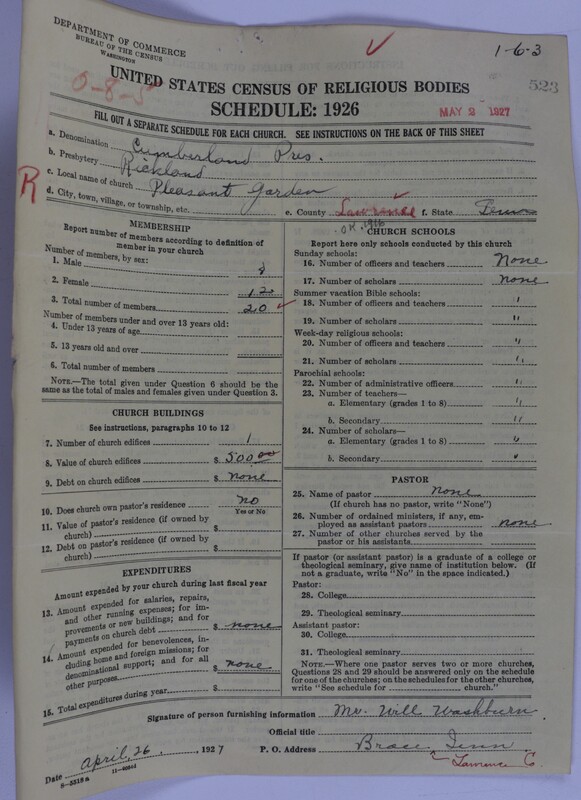 DEPARTMENT OF COMMERCE
BUREAU OF THE CENSUS
WASHINGTON
1-6-3
0-8-5
523
UNITED STATES CENSUS OF RELIGIOUS BODIES
SCHEDULE: 1926
MAY 2 1927
FILL OUT A SEPARATE SCHEDULE FOR EACH CHURCH. SEE INSTRUCTIONS ON THE BACK OF THIS SHEET
a. Denomination Cumberland Pres.
b. Presbytery Richland
R
c. Local name of church Pleasant Garden
d. City, town, village, or township, etc.
e. County Lawrence f. State Tenn
OK 1916
MEMBERSHIP
Report number of members according to definition of
member in your church
Number of members, by sex:
1. Male 8
2. Female 12
3. Total number of members 20
Number of members under and over 13 years old:
4. Under 13 years of age
5. 13 years old and over
6. Total number of members
NOTE.—The total given under Question 6 should be the
same as the total of males and females given under Question 3.
CHURCH BUILDINGS
See instructions, paragraphs 10 to 12
7. Number of church edifices 1
8. Value of church edifices $ 500.00
9. Debt on church edifices $ none
10. Does church own pastor's residence no
Yes or No
11. Value of pastor's residence (if owned by
church) $
12. Debt on pastor's residence (if owned by
church) $
EXPENDITURES
Amount expended by your church during last fiscal year
13. Amount expended for salaries, repairs,
and other running expenses; for im-
provements or new buildings; and for
payments on church debt $ none
14. Amount expended for benevolences, in-
cluding home and foreign missions; for
denominational support; and for all
other purposes $ none
15. Total expenditures during year $
CHURCH SCHOOLS
Report here only schools conducted by this church
Sunday schools:
16. Number of officers and teachers None
17. Number of scholars None
Summer vacation Bible schools:
18. Number of officers and teachers "
19. Number of scholars "
Week-day religious schools:
20. Number of officers and teachers "
21. Number of scholars "
Parochial schools:
22. Number of administrative officers "
23. Number of teachers—
a. Elementary (grades 1 to 8) "
b. Secondary "
24. Number of scholars—
a. Elementary (grades 1 to 8) "
b. Secondary "
PASTOR
25. Name of pastor none
(If church has no pastor, write "None")
26. Number of ordained ministers, if any, em-
ployed as assistant pastors none
27. Number of other churches served by the
pastor or his assistants
If pastor (or assistant pastor) is a graduate of a college or
theological seminary, give name of institution below. (If
not a graduate, write "No" in the space indicated.)
Pastor:
28. College
29. Theological seminary
Assistant pastor:
30. College
31. Theological seminary
NOTE.—Where one pastor serves two or more churches,
Questions 28 and 29 should be answered only on the schedule
for one of the churches; on the schedules for the other churches,
write "See schedule for church."
Signature of person furnishing information Mr. Will Washburn
Official title
Date april, 26, 1927 P. O. Address Brace Tenn
Lawrence C.
8-5318 a